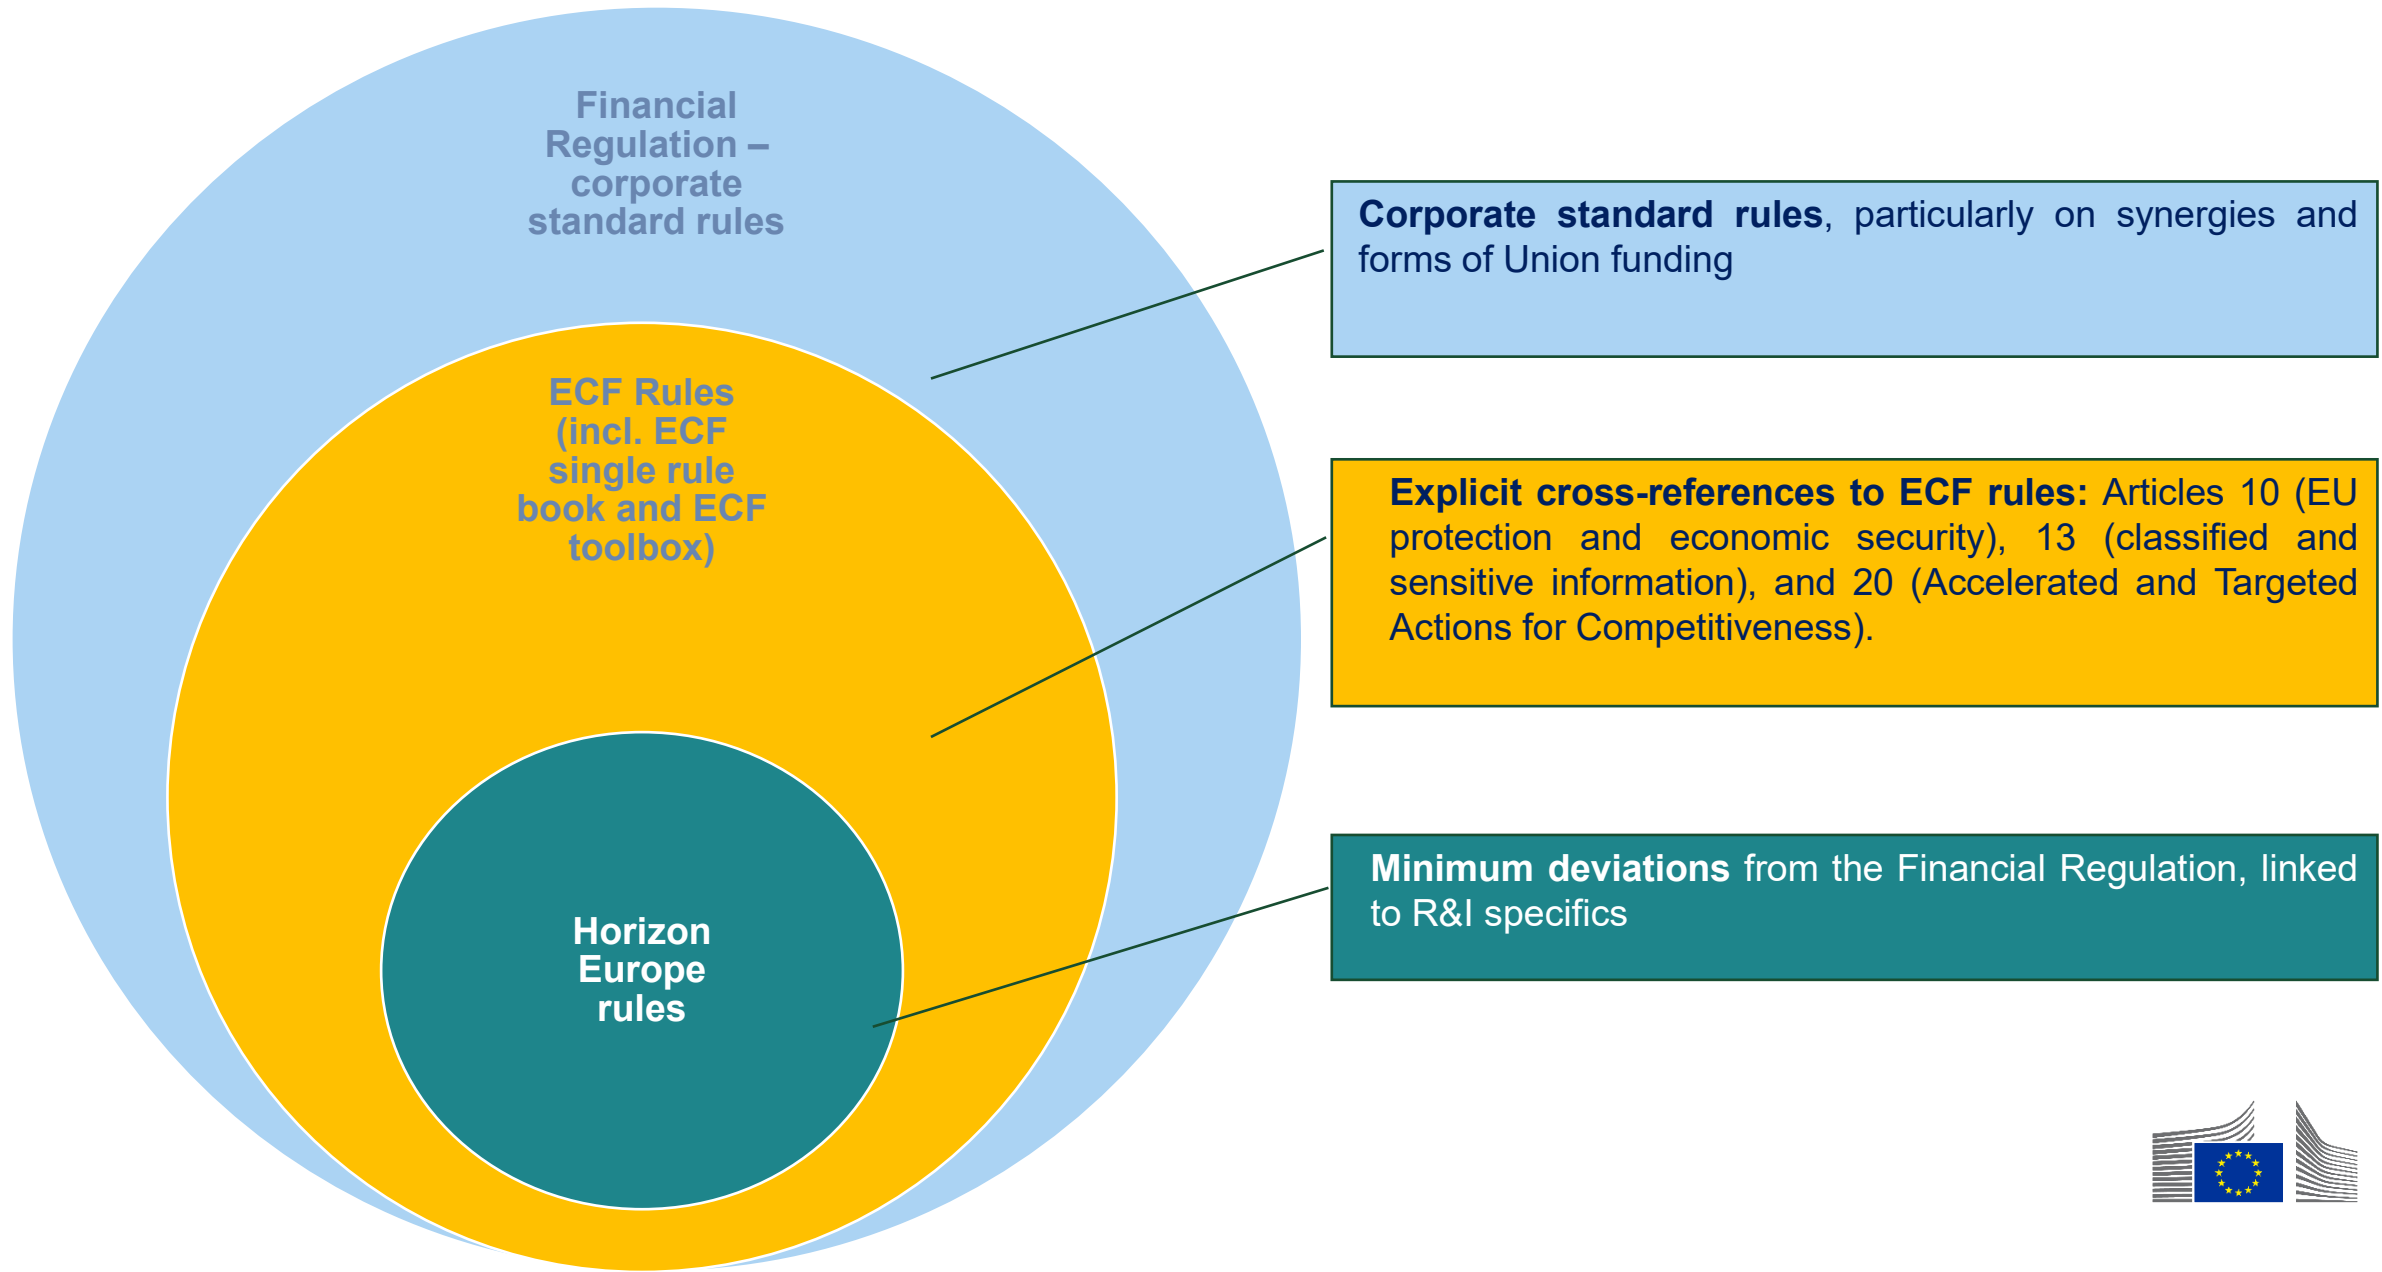 Financial
Regulation –
corporate
standard rules
ECF Rules
(incl. ECF
single rule
book and ECF
toolbox)
Horizon
Europe
rules
Corporate standard rules, particularly on synergies and
forms of Union funding
Explicit cross-references to ECF rules: Articles 10 (EU
protection and economic security), 13 (classified and
sensitive information), and 20 (Accelerated and Targeted
Actions for Competitiveness).
Minimum deviations from the Financial Regulation, linked
to R&I specifics